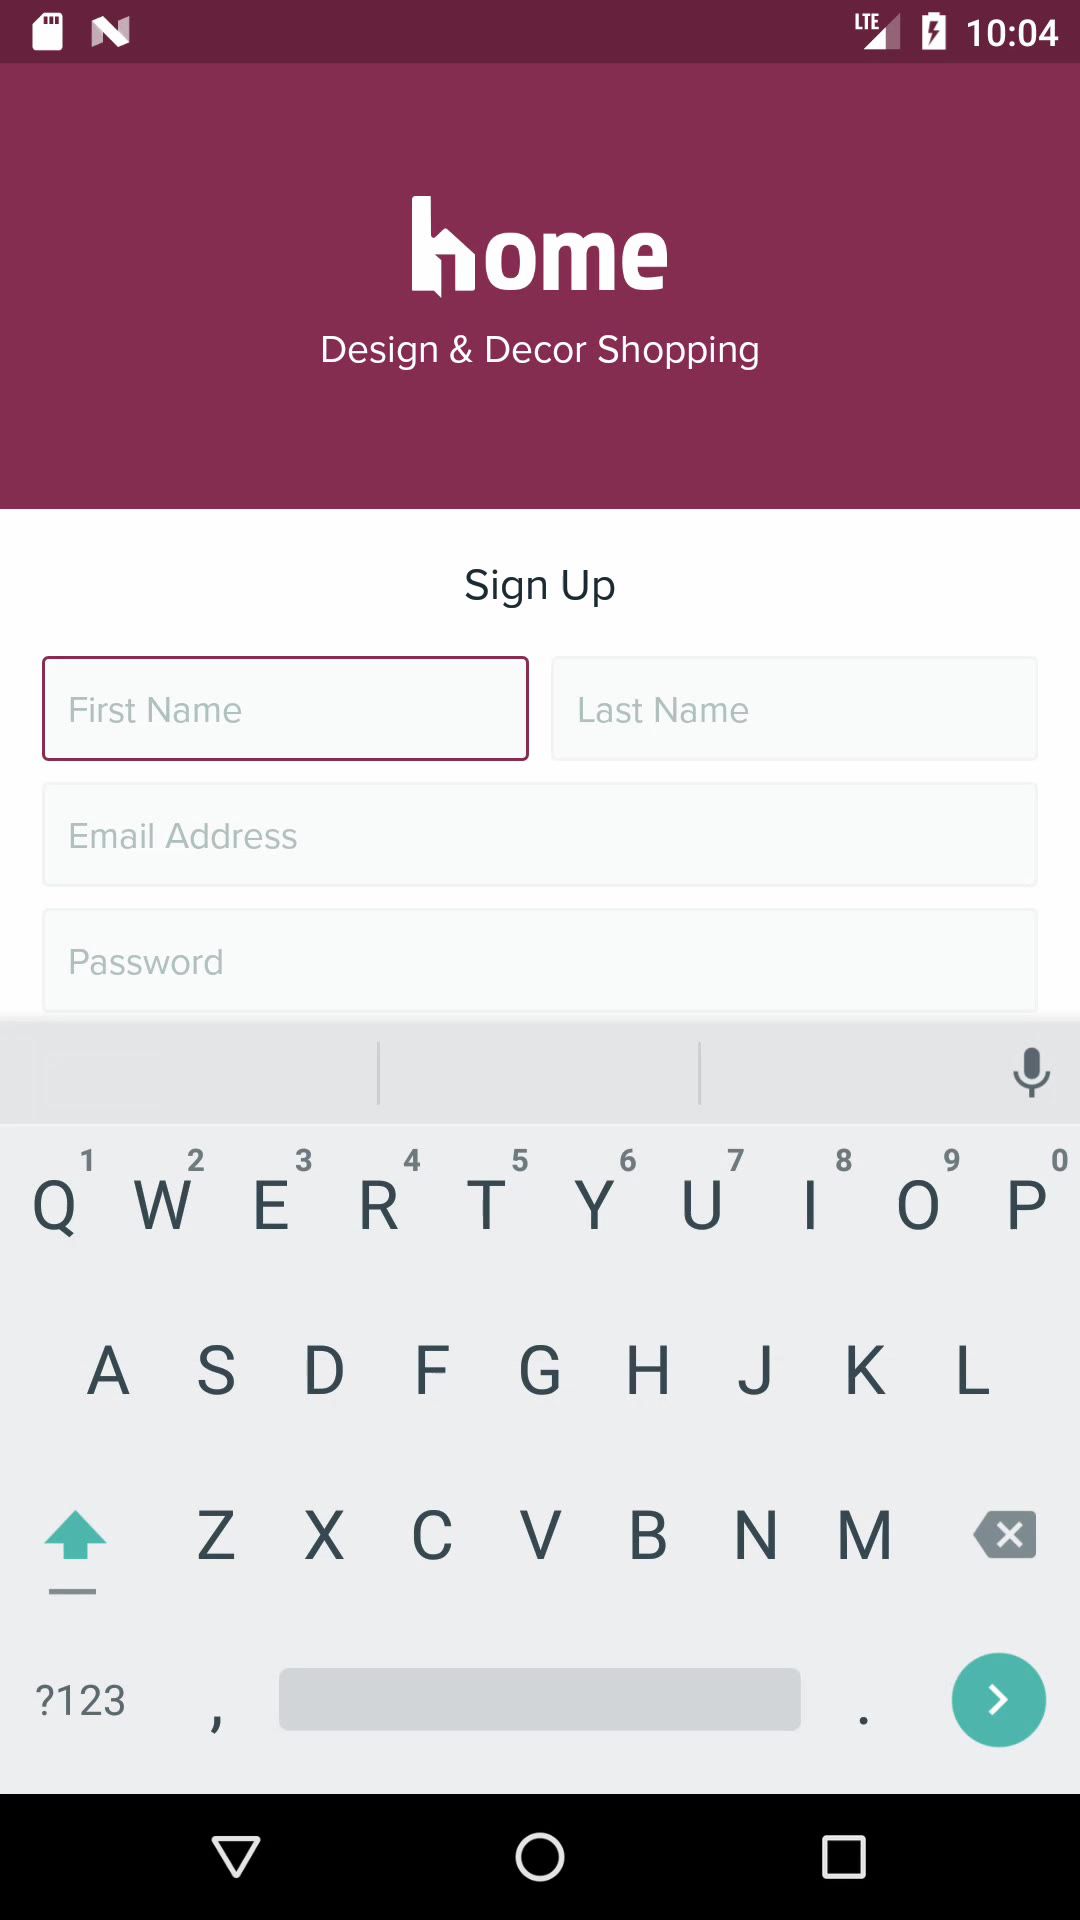 LTE 10:04
home
Design & Decor Shopping
Sign Up
First Name Last Name
Email Address
Password
1 2 3 4 5 6 7 8 9 0
Q W E R T Y U I O P
A S D F G H J K L
Z X C V B N M
?123 , .